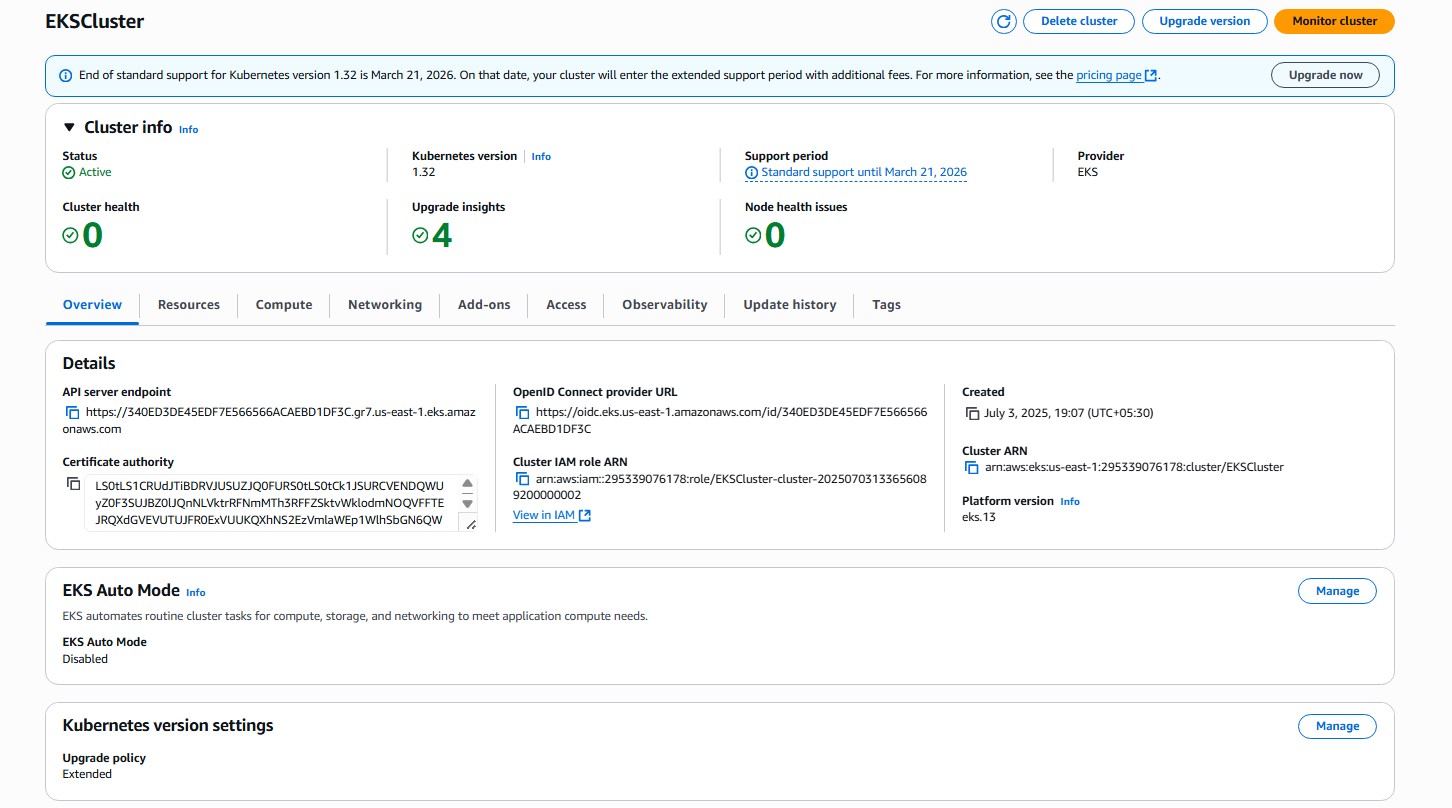 EKSCluster
Delete cluster
Upgrade version
Monitor cluster
End of standard support for Kubernetes version 1.32 is March 21, 2026. On that date, your cluster will enter the extended support period with additional fees. For more information, see the pricing page.
Upgrade now
Cluster info Info
Status
Active
Kubernetes version Info
1.32
Support period
Standard support until March 21, 2026
Provider
EKS
Cluster health
0
Upgrade insights
4
Node health issues
0
Overview
Resources
Compute
Networking
Add-ons
Access
Observability
Update history
Tags
Details
API server endpoint
https://340ED3DE45EDF7E566566ACAEBD1DF3C.gr7.us-east-1.eks.amaz
onaws.com
Certificate authority
LS0tLS1CRUdJTiBDRVJUSUZJQ0FURS0tLS0tCk1JSURCVENDQWU
yZ0F3SUJBZ0lJQnNLVktrRFNmMTh3RFFZSktvWklodmNOQVFFTE
JRQXdGVEVUTUJFR0ExVUUKQXhNS2EzVmlaWEp1WlhSbGN6QW
OpenID Connect provider URL
https://oidc.eks.us-east-1.amazonaws.com/id/340ED3DE45EDF7E566566
ACAEBD1DF3C
Cluster IAM role ARN
arn:aws:iam::295339076178:role/EKSCluster-cluster-2025070313365608
9200000002
View in IAM
Created
July 3, 2025, 19:07 (UTC+05:30)
Cluster ARN
arn:aws:eks:us-east-1:295339076178:cluster/EKSCluster
Platform version Info
eks.13
EKS Auto Mode Info
Manage
EKS automates routine cluster tasks for compute, storage, and networking to meet application compute needs.
EKS Auto Mode
Disabled
Kubernetes version settings
Manage
Upgrade policy
Extended